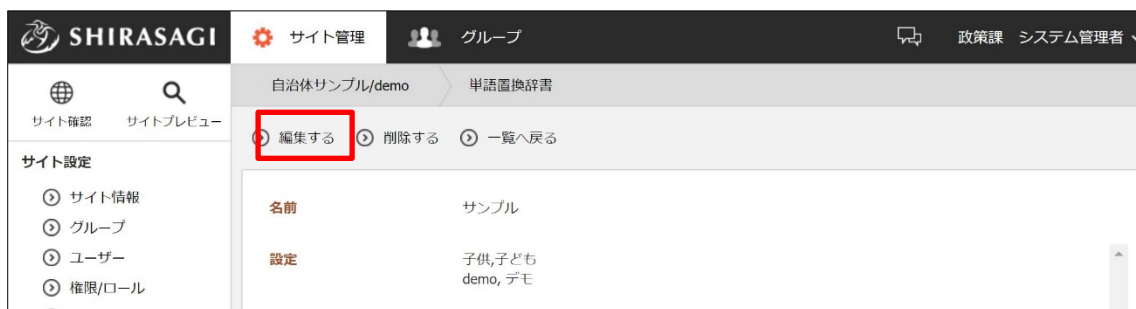 SHIRASAGI サイト管理 グループ 政策課 システム管理者
自治体サンプル/demo 単語置換辞書
サイト確認 サイトプレビュー
編集する 削除する 一覧へ戻る
サイト設定
サイト情報
グループ
ユーザー
権限/ロール
名前 サンプル
設定 子供,子ども
demo, デモ